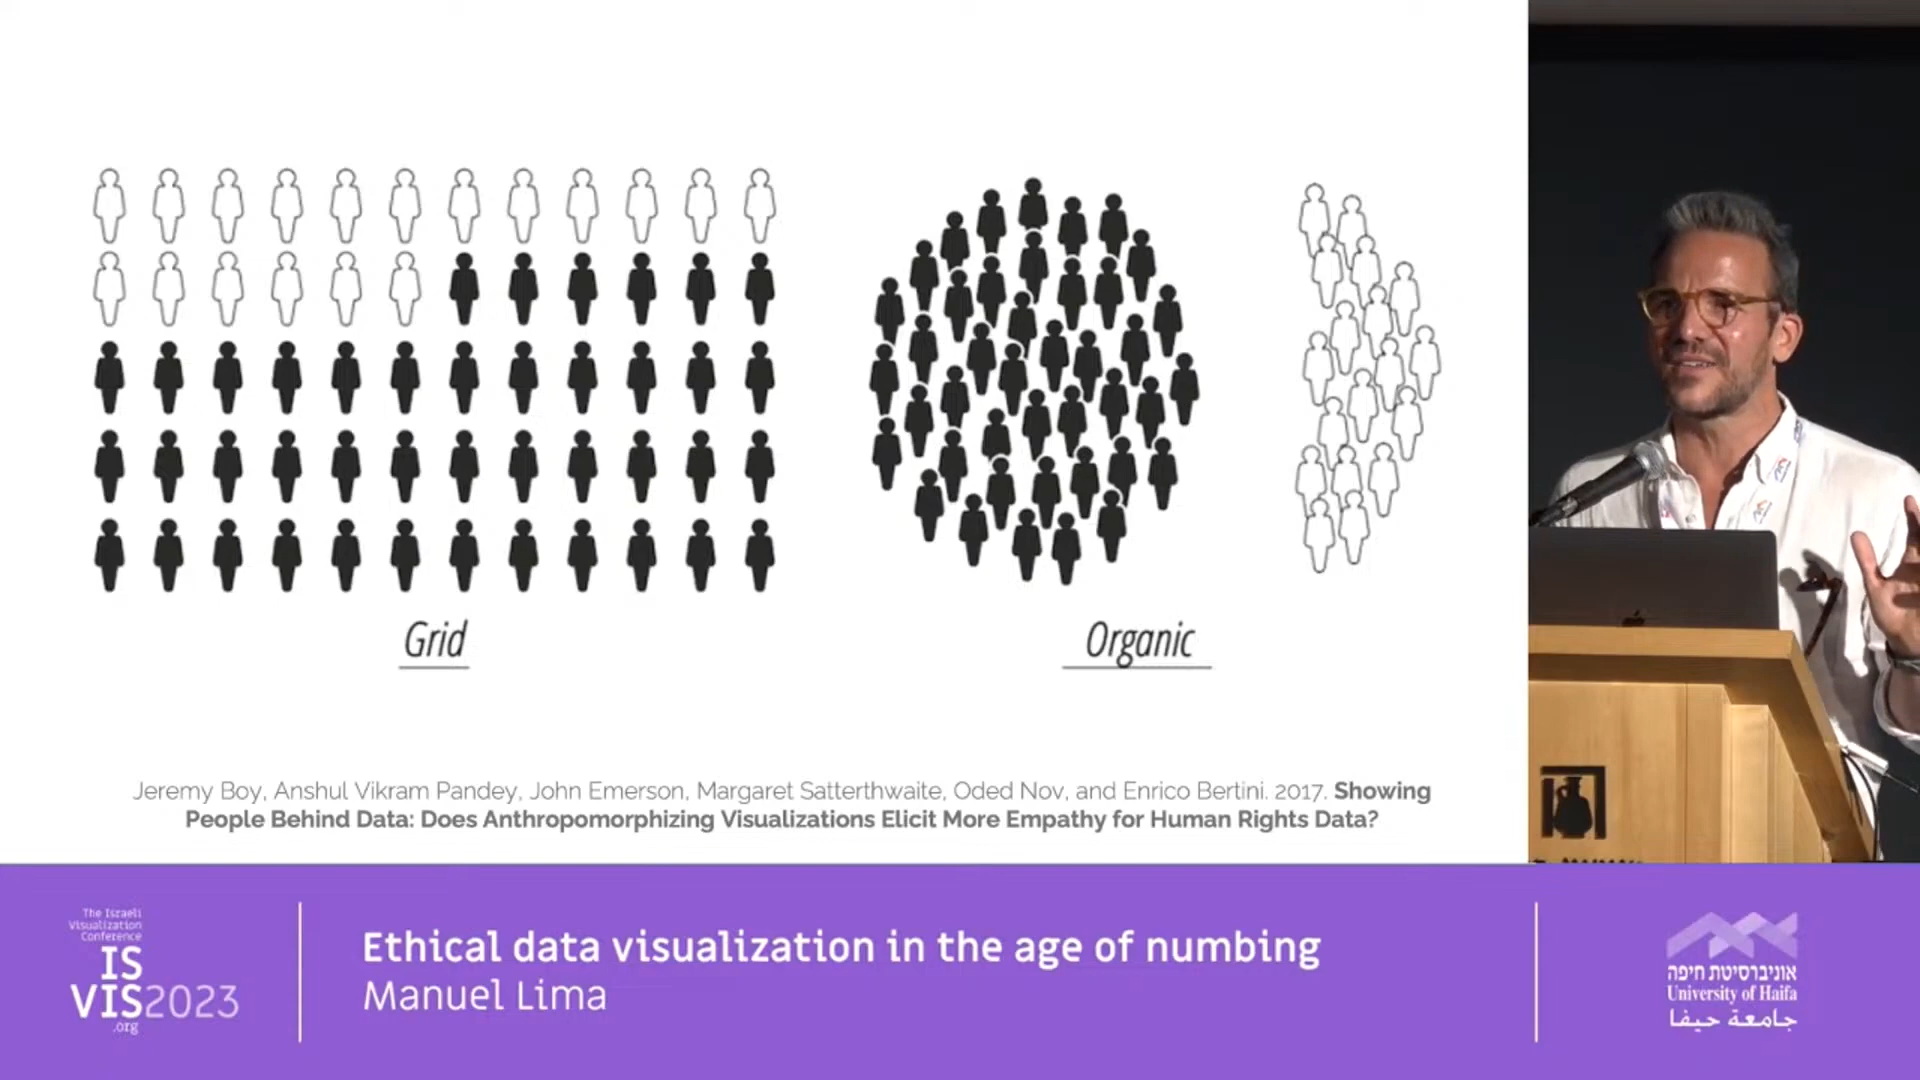 Grid
Organic
Jeremy Boy, Anshul Vikram Pandey, John Emerson, Margaret Satterthwaite, Oded Nov, and Enrico Bertini. 2017. Showing
People Behind Data: Does Anthropomorphizing Visualizations Elicit More Empathy for Human Rights Data?
The Israeli
Visualization
Conference
IS
VIS2023
.org
Ethical data visualization in the age of numbing
Manuel Lima
אוניברסיטת חיפה
University of Haifa
جامعة حيفا